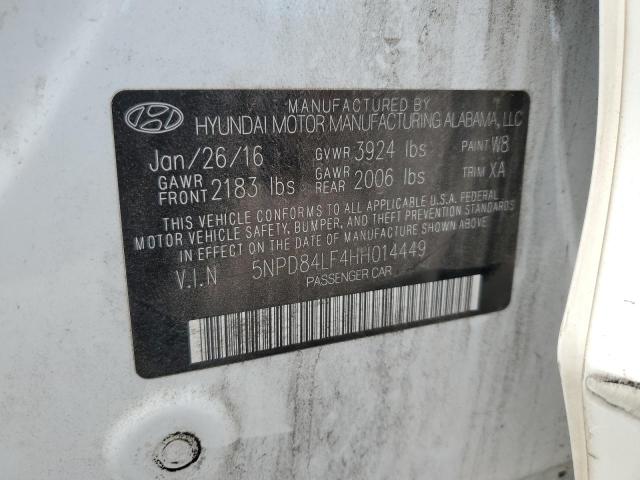 MANUFACTURED BY
HYUNDAI MOTOR MANUFACTURING ALABAMA, LLC
Jan/26/16 GVWR 3924 lbs PAINT W8
GAWR FRONT 2183 lbs GAWR REAR 2006 lbs TRIM XA
THIS VEHICLE CONFORMS TO ALL APPLICABLE U.S.A. FEDERAL
MOTOR VEHICLE SAFETY, BUMPER, AND THEFT PREVENTION STANDARDS
IN EFFECT ON THE DATE OF MANUFACTURE SHOWN ABOVE
V.I.N 5NPD84LF4HH014449
PASSENGER CAR